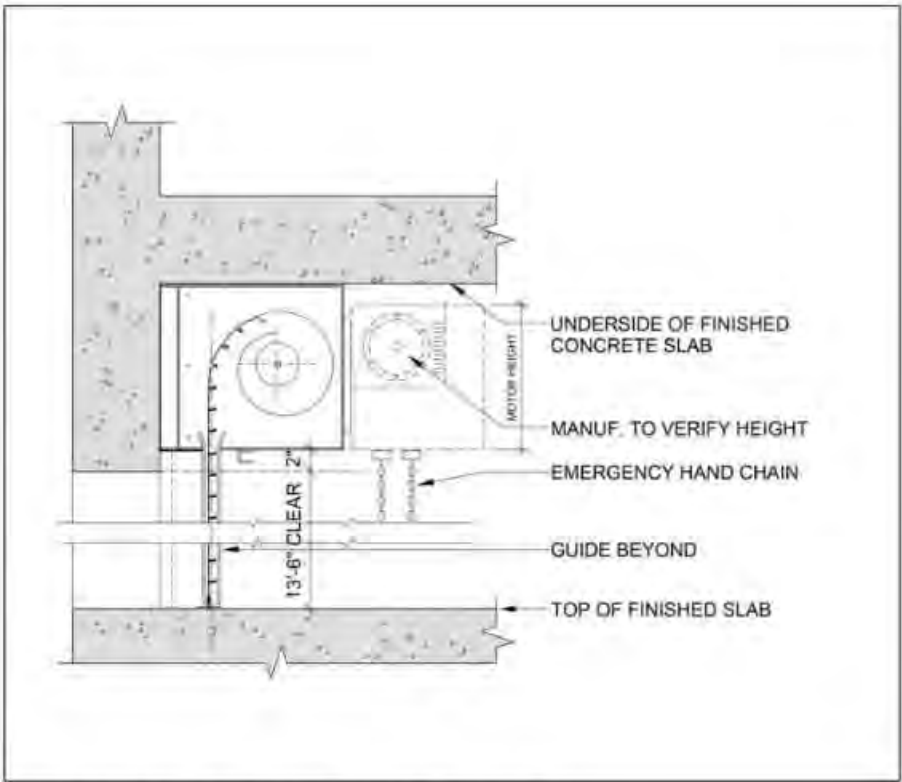 UNDERSIDE OF FINISHED
CONCRETE SLAB
MOTOR HEIGHT
MANUF. TO VERIFY HEIGHT
EMERGENCY HAND CHAIN
2"
13'-6" CLEAR
GUIDE BEYOND
TOP OF FINISHED SLAB